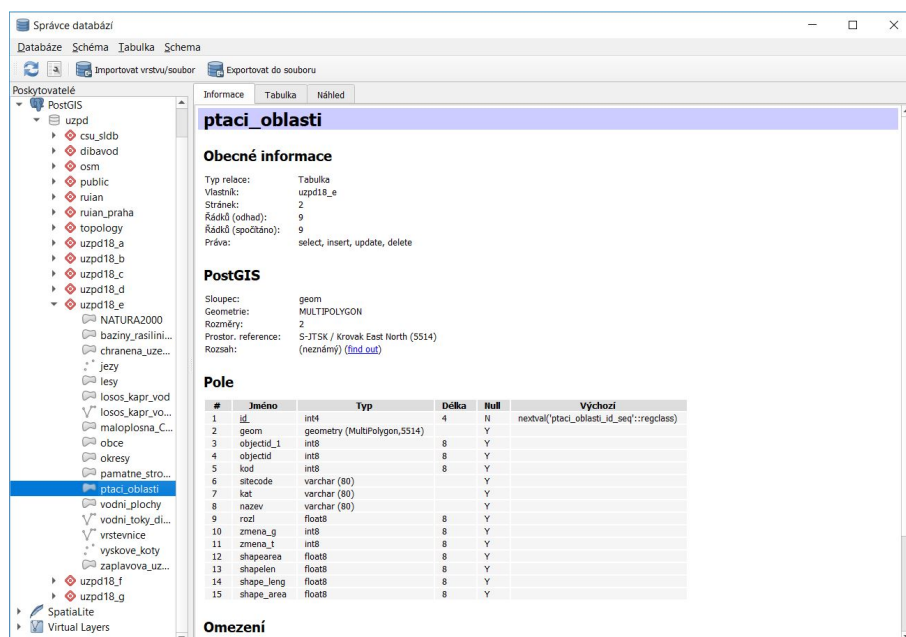 Správce databází
Databáze Schéma Tabulka Schema
Importovat vrstvu/soubor Exportovat do souboru
Poskytovatelé
PostGIS
uzpd
csu_sldb
dibavod
osm
public
ruian
ruian_praha
topology
uzpd18_a
uzpd18_b
uzpd18_c
uzpd18_d
uzpd18_e
NATURA2000
baziny_rasilini...
chranena_uze...
jezy
lesy
losos_kapr_vod
losos_kapr_vo...
maloplosna_C...
obce
okresy
pamatne_stro...
ptaci_oblasti
vodni_plochy
vodni_toky_di...
vrstevnice
vyskove_koty
zaplavova_uz...
uzpd18_f
uzpd18_g
SpatiaLite
Virtual Layers
Informace Tabulka Náhled
ptaci_oblasti
Obecné informace
Typ relace: Tabulka
Vlastník: uzpd18_e
Stránek: 2
Řádků (odhad): 9
Řádků (spočítáno): 9
Práva: select, insert, update, delete
PostGIS
Sloupec: geom
Geometrie: MULTIPOLYGON
Rozměry: 2
Prostor. reference: S-JTSK / Krovak East North (5514)
Rozsah: (neznámý) (find out)
Pole
# Jméno Typ Délka Null Výchozí
1 id int4 4 N nextval('ptaci_oblasti_id_seq'::regclass)
2 geom geometry (MultiPolygon,5514) Y
3 objectid_1 int8 8 Y
4 objectid int8 8 Y
5 kod int8 8 Y
6 sitecode varchar (80) Y
7 kat varchar (80) Y
8 nazev varchar (80) Y
9 rozl float8 8 Y
10 zmena_g int8 8 Y
11 zmena_t int8 8 Y
12 shapearea float8 8 Y
13 shapelen float8 8 Y
14 shape_leng float8 8 Y
15 shape_area float8 8 Y
Omezení